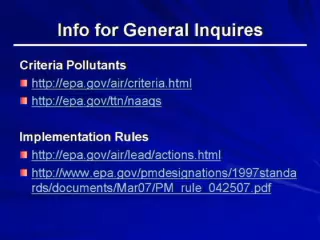 Info for General Inquires
Criteria Pollutants
http://epa.gov/air/criteria.html
http://epa.gov/ttn/naaqs
Implementation Rules
http://epa.gov/air/lead/actions.html
http://www.epa.gov/pmdesignations/1997standa
rds/documents/Mar07/PM_rule_042507.pdf